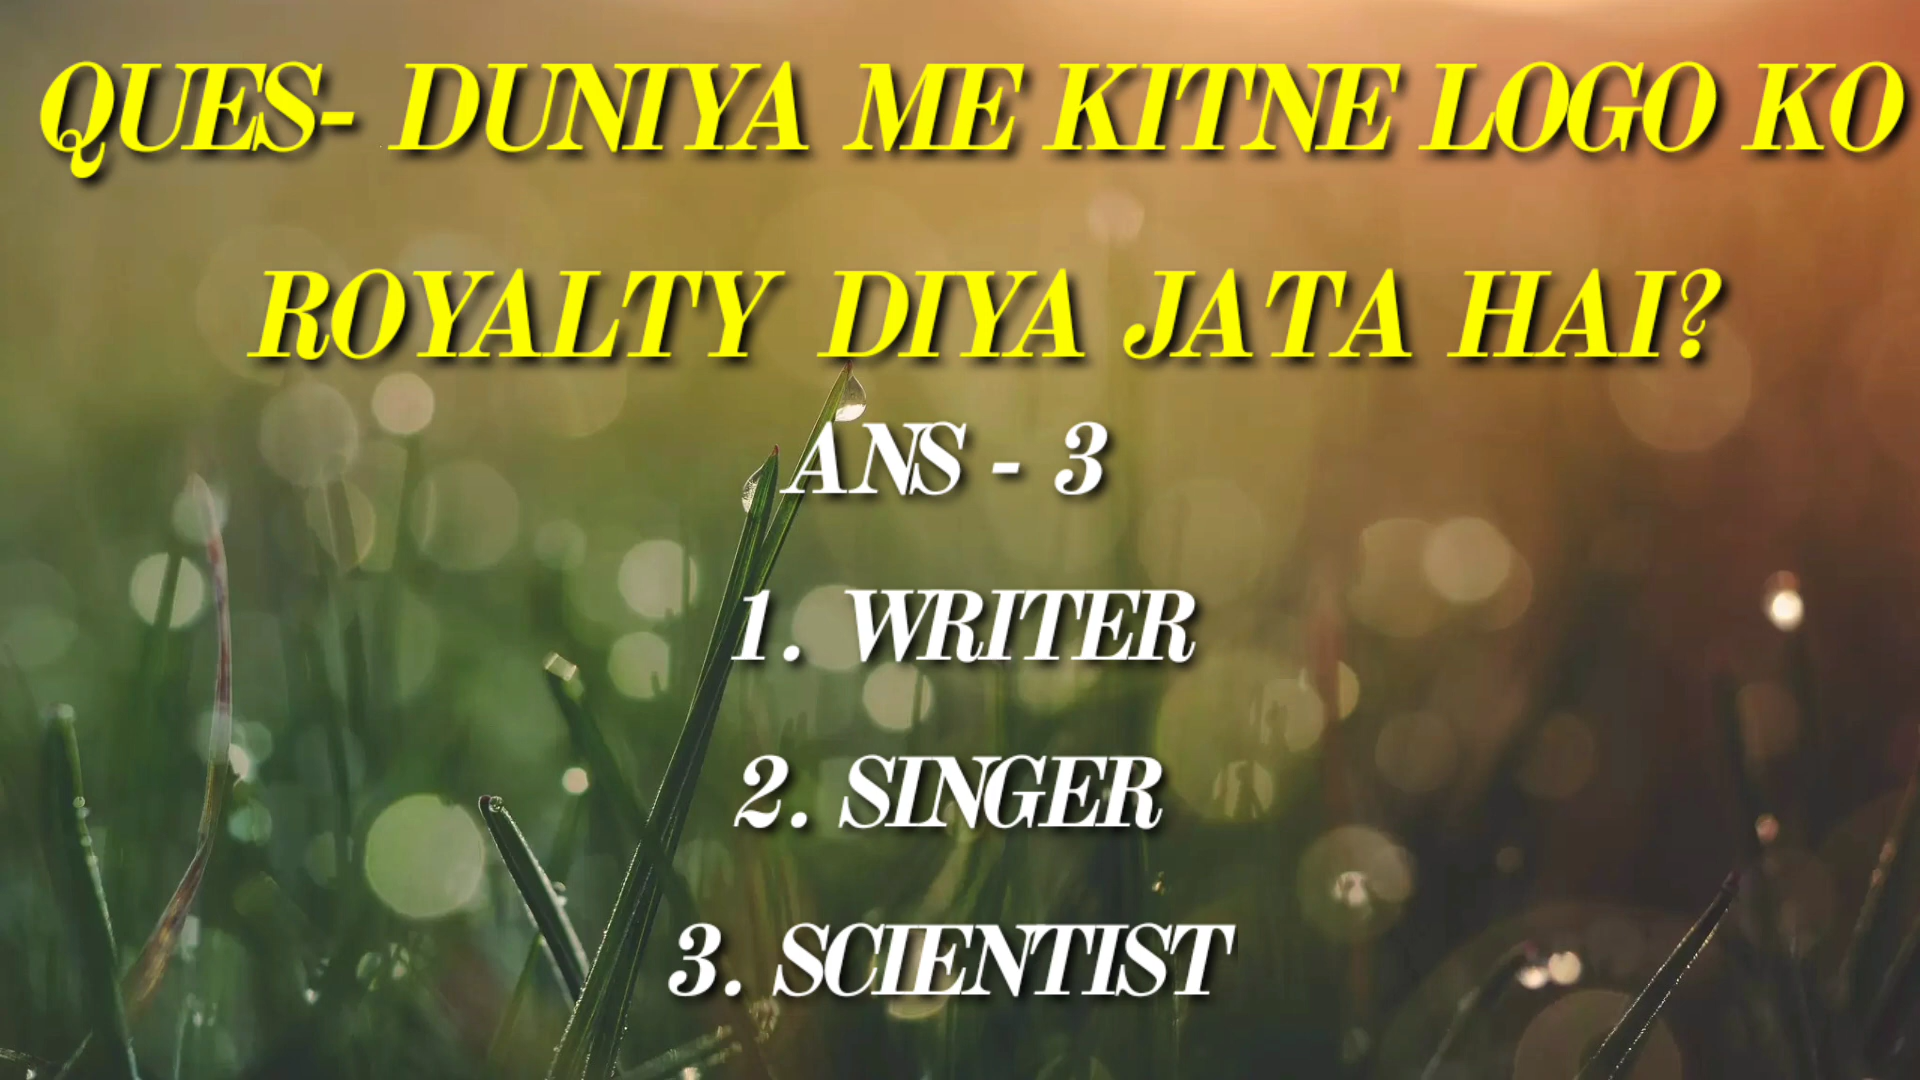 QUES- DUNIYA ME KITNE LOGO KO
ROYALTY DIYA JATA HAI?
ANS - 3
1. WRITER
2. SINGER
3. SCIENTIST